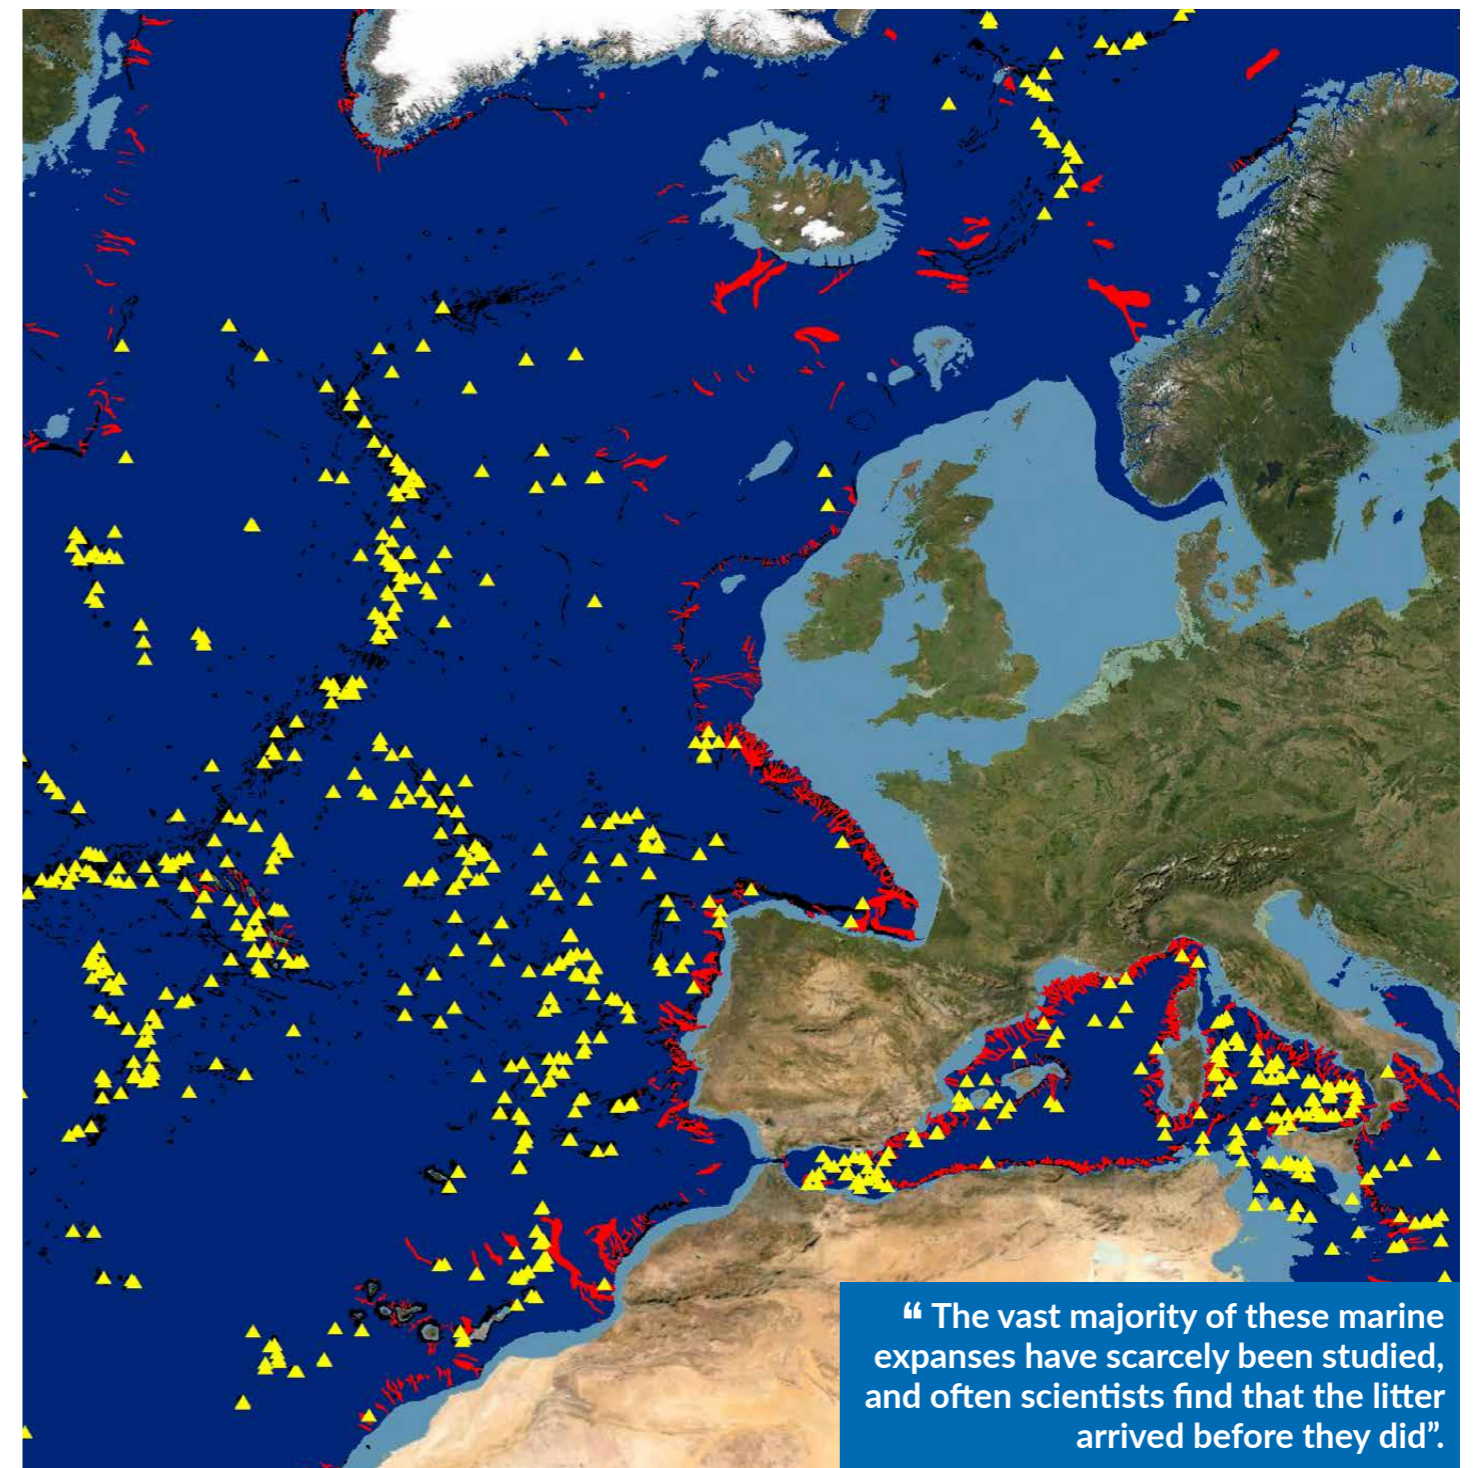 “ The vast majority of these marine
expanses have scarcely been studied,
and often scientists find that the litter
arrived before they did”.